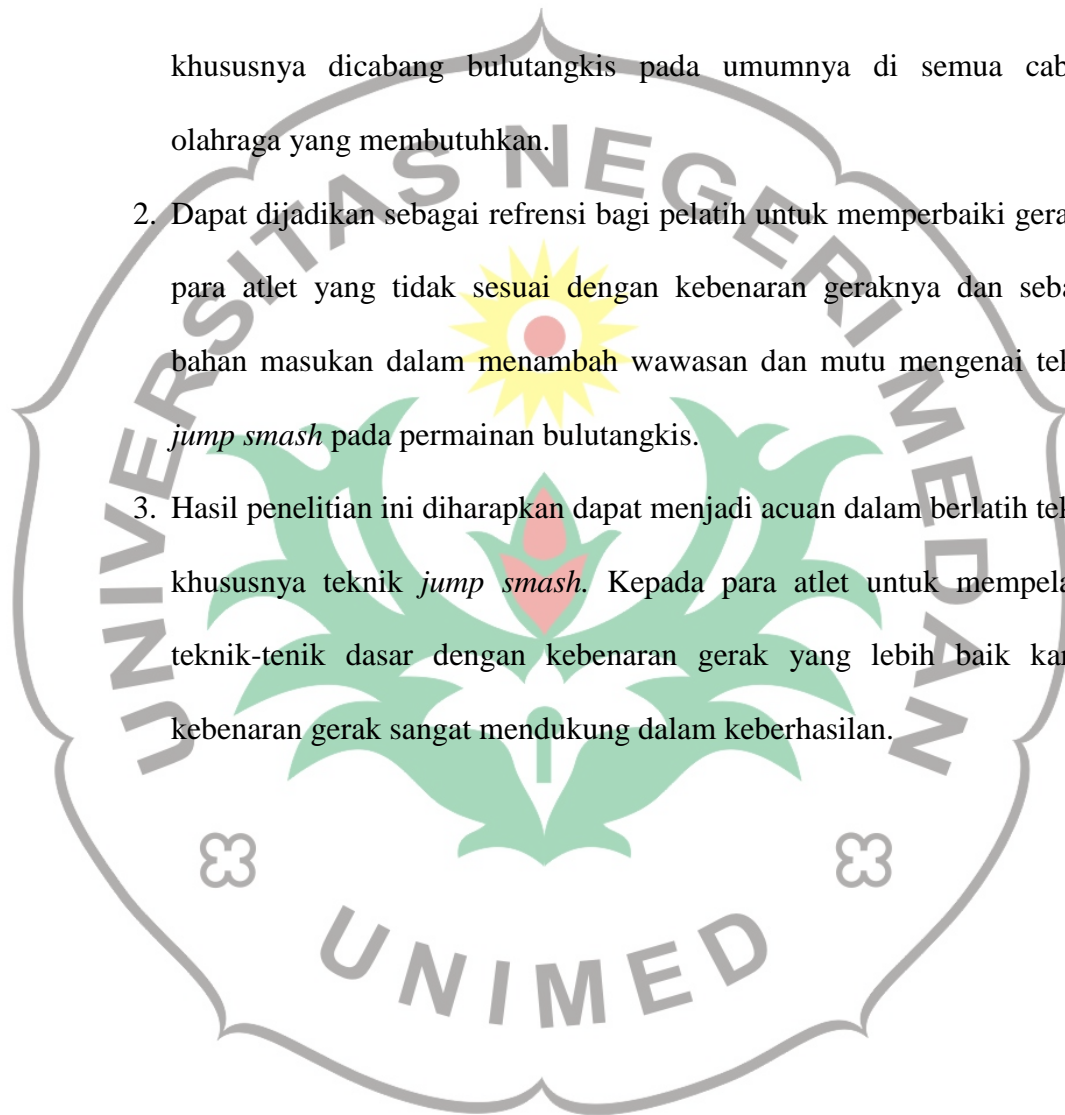 khususnya dicabang bulutangkis pada umumnya di semua cab
olahraga yang membutuhkan.
2. Dapat dijadikan sebagai refrensi bagi pelatih untuk memperbaiki gera
para atlet yang tidak sesuai dengan kebenaran geraknya dan seba
bahan masukan dalam menambah wawasan dan mutu mengenai tek
jump smash pada permainan bulutangkis.
3. Hasil penelitian ini diharapkan dapat menjadi acuan dalam berlatih tek
khususnya teknik jump smash. Kepada para atlet untuk mempela
teknik-tenik dasar dengan kebenaran gerak yang lebih baik kar
kebenaran gerak sangat mendukung dalam keberhasilan.
UNIVERSITAS NEGERI MEDAN
UNIMED